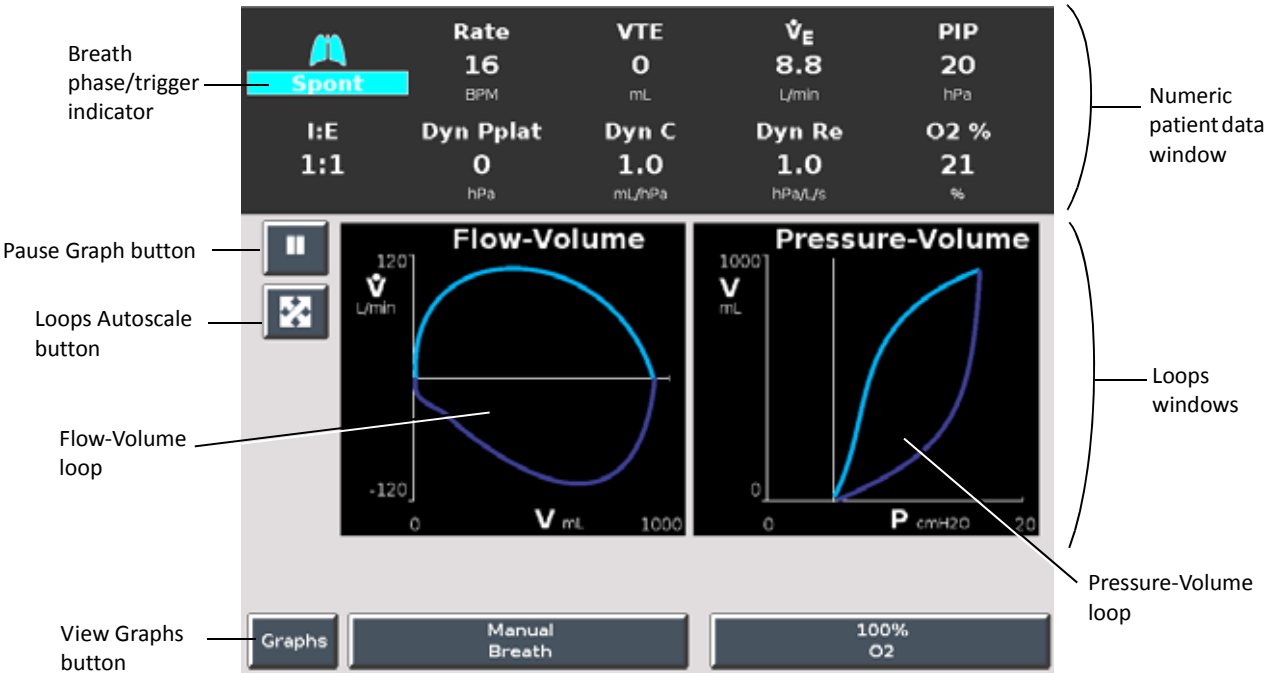 Breath
phase/trigger
indicator
Spont
Rate
16
BPM
VTE
0
mL
V̇E
8.8
L/min
PIP
20
hPa
I:E
1:1
Dyn Pplat
0
hPa
Dyn C
1.0
mL/hPa
Dyn Re
1.0
hPa/L/s
O2 %
21
%
Numeric
patient data
window
Pause Graph button
Loops Autoscale
button
Flow-Volume
loop
Flow-Volume
120
V̇
L/min
-120
0
V mL
1000
Pressure-Volume
1000
V
mL
0
0
P cmH2O
20
Loops
windows
Pressure-Volume
loop
View Graphs
button
Graphs
Manual
Breath
100%
O2